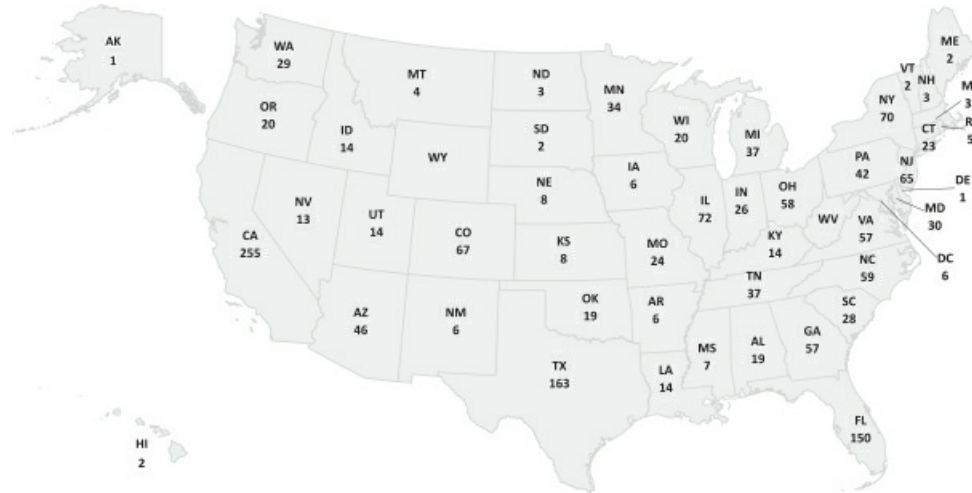 AK
1
WA
29
MT
4
ND
3
MN
34
ME
2
VT
2
NH
3
M
3
OR
20
ID
14
SD
2
WI
20
MI
37
NY
70
R
5
CT
23
WY
NE
8
IA
6
PA
42
NJ
65
DE
1
NV
13
UT
14
CO
67
IL
72
IN
26
OH
58
WV
VA
57
MD
30
CA
255
KS
8
MO
24
KY
14
DC
6
NC
59
TN
37
AZ
46
NM
6
OK
19
AR
6
SC
28
TX
163
LA
14
MS
7
AL
19
GA
57
FL
150
HI
2